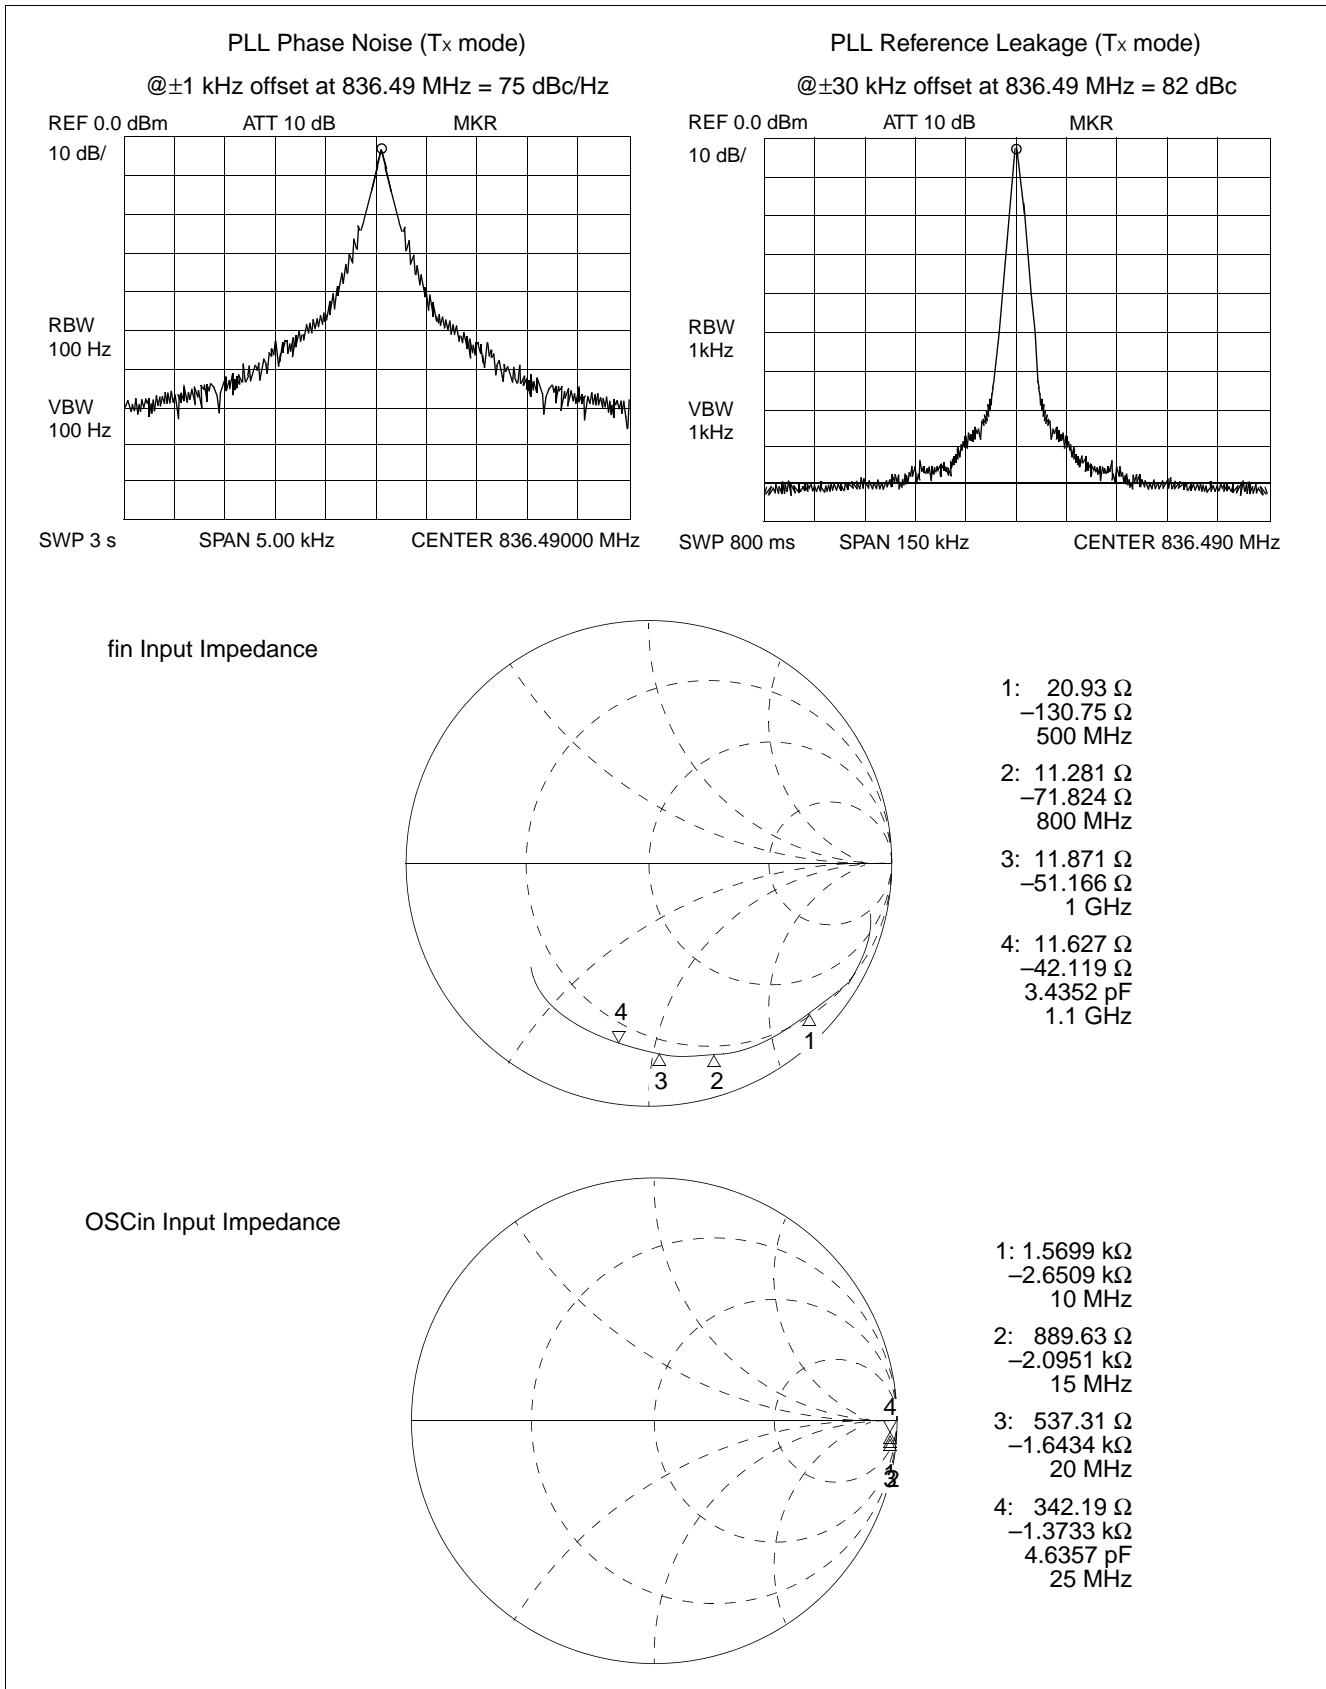 PLL Phase Noise (Tx mode)
@±1 kHz offset at 836.49 MHz = 75 dBc/Hz
REF 0.0 dBm ATT 10 dB MKR
10 dB/
RBW
100 Hz
VBW
100 Hz
SWP 3 s SPAN 5.00 kHz CENTER 836.49000 MHz
PLL Reference Leakage (Tx mode)
@±30 kHz offset at 836.49 MHz = 82 dBc
REF 0.0 dBm ATT 10 dB MKR
10 dB/
RBW
1kHz
VBW
1kHz
SWP 800 ms SPAN 150 kHz CENTER 836.490 MHz
fin Input Impedance
4
3
2
1
1: 20.93 Ω
–130.75 Ω
500 MHz
2: 11.281 Ω
–71.824 Ω
800 MHz
3: 11.871 Ω
–51.166 Ω
1 GHz
4: 11.627 Ω
–42.119 Ω
3.4352 pF
1.1 GHz
OSCin Input Impedance
4
1
3
2
1: 1.5699 kΩ
–2.6509 kΩ
10 MHz
2: 889.63 Ω
–2.0951 kΩ
15 MHz
3: 537.31 Ω
–1.6434 kΩ
20 MHz
4: 342.19 Ω
–1.3733 kΩ
4.6357 pF
25 MHz